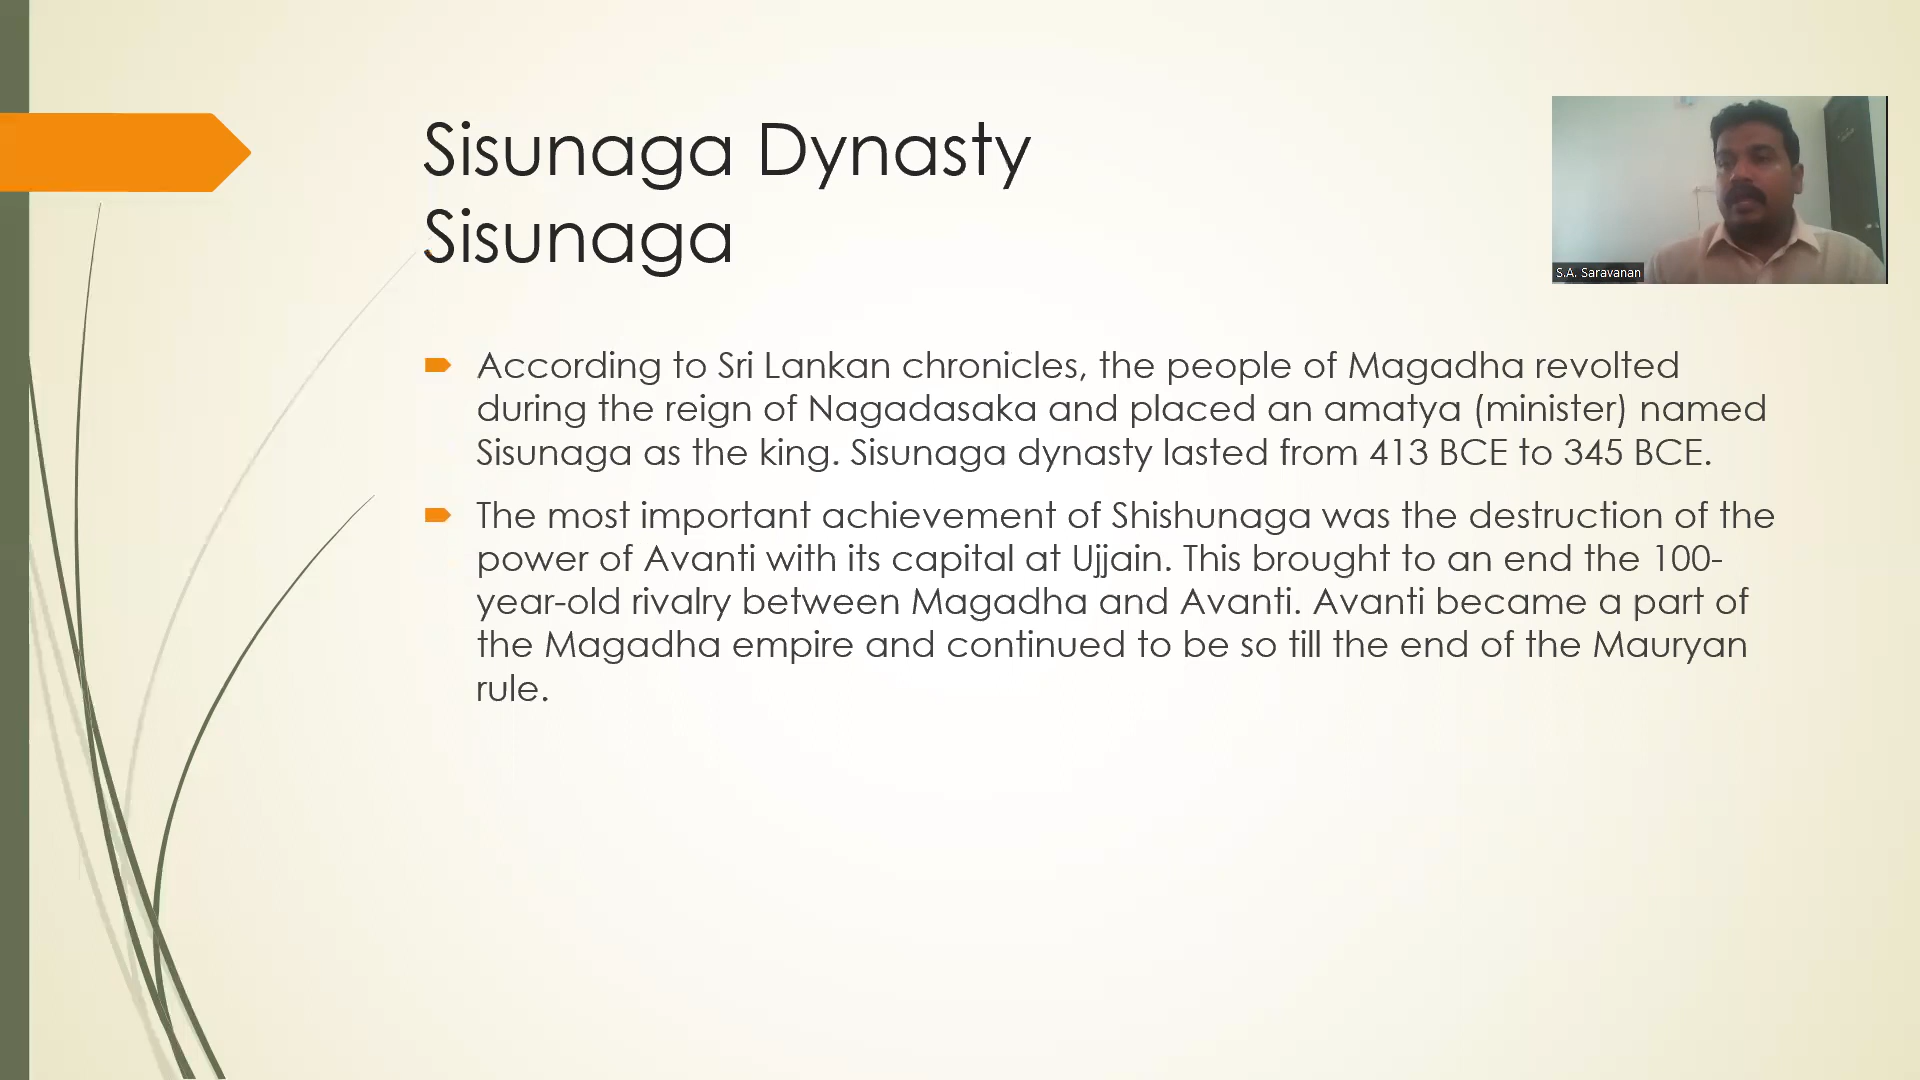 Sisunaga Dynasty
Sisunaga
S.A. Saravanan
According to Sri Lankan chronicles, the people of Magadha revolted
during the reign of Nagadasaka and placed an amatya (minister) named
Sisunaga as the king. Sisunaga dynasty lasted from 413 BCE to 345 BCE.
The most important achievement of Shishunaga was the destruction of the
power of Avanti with its capital at Ujjain. This brought to an end the 100-
year-old rivalry between Magadha and Avanti. Avanti became a part of
the Magadha empire and continued to be so till the end of the Mauryan
rule.